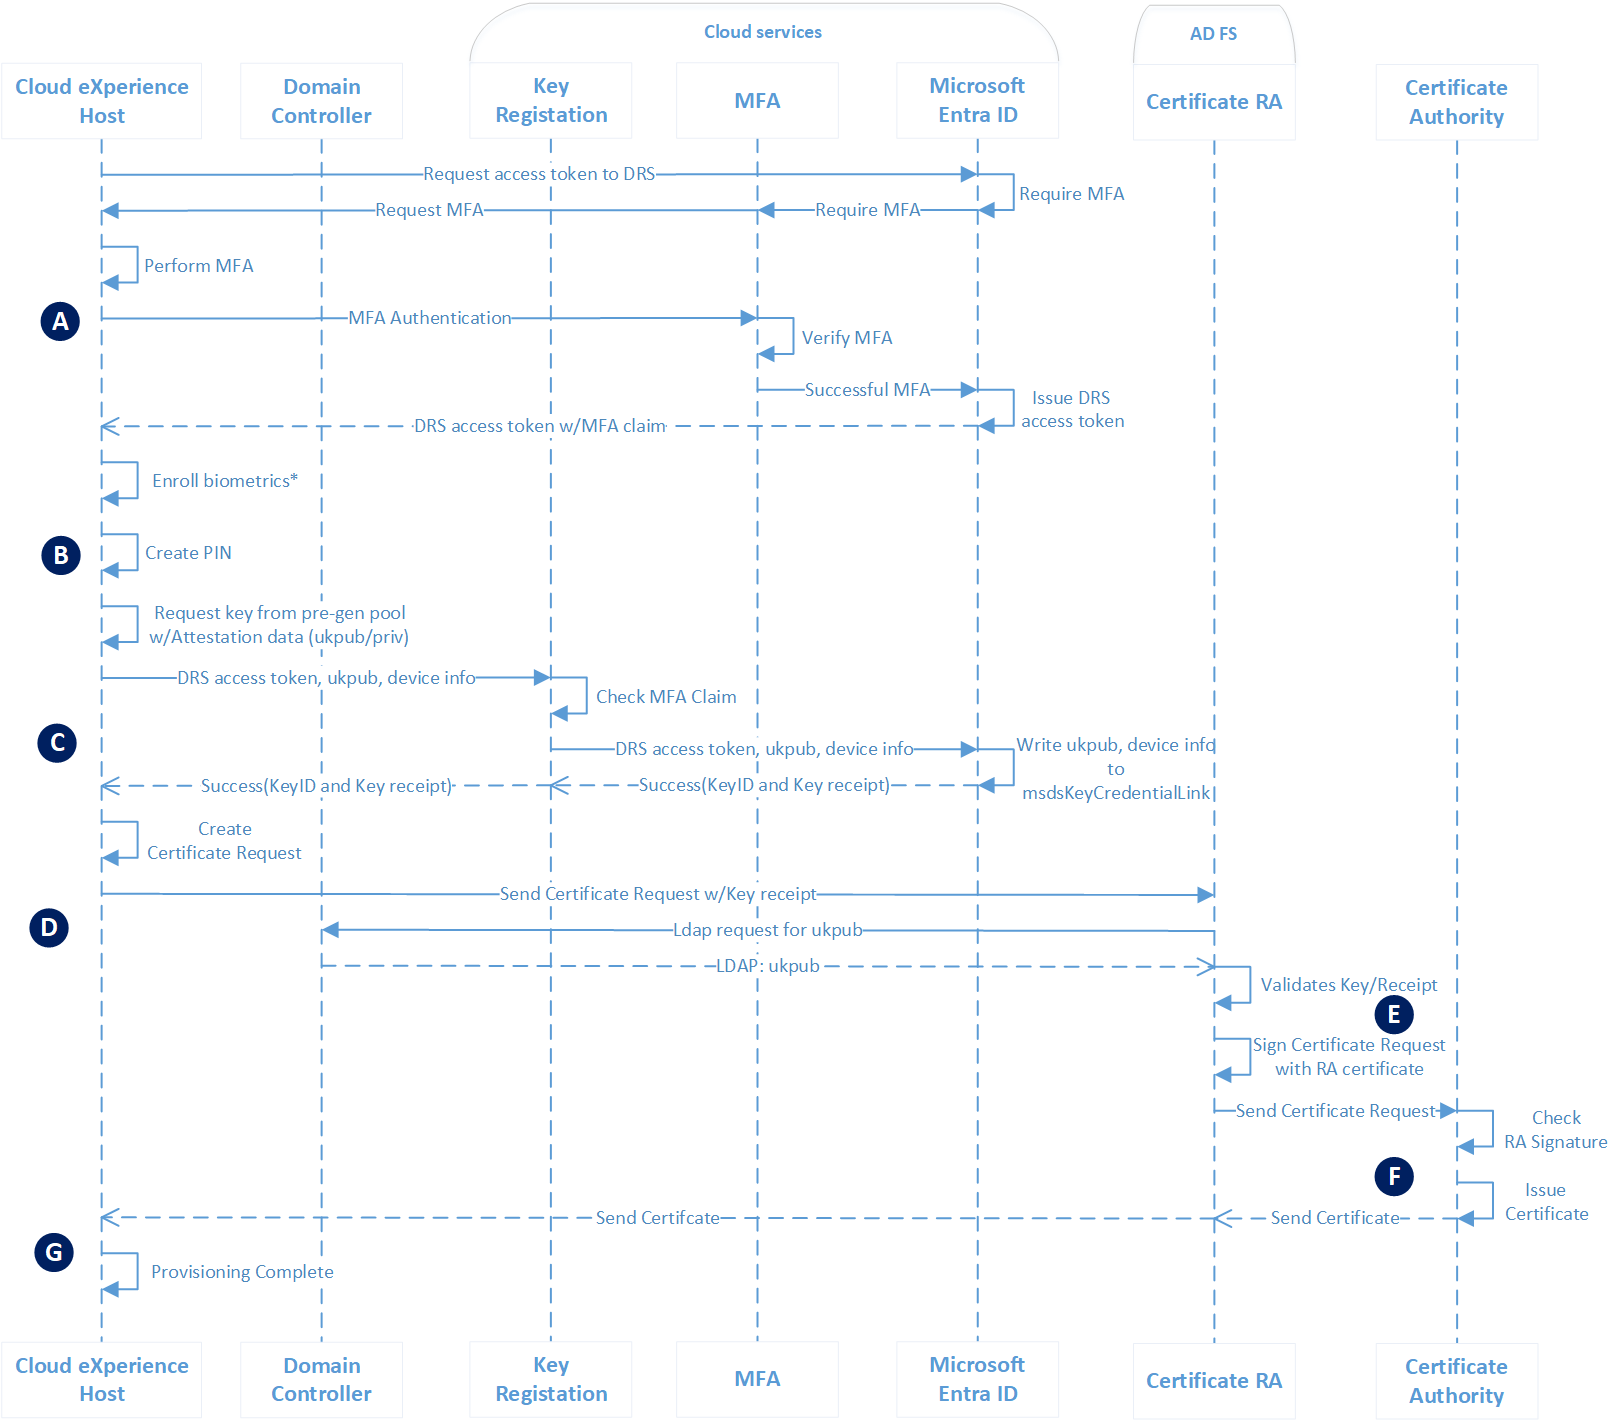 Cloud services
AD FS
Cloud eXperience
Host
Domain
Controller
Key
Registation
MFA
Microsoft
Entra ID
Certificate RA
Certificate
Authority
Request access token to DRS
Require MFA
Request MFA
Require MFA
Perform MFA
A
MFA Authentication
Verify MFA
Successful MFA
Issue DRS
access token
DRS access token w/MFA claim
Enroll biometrics*
B
Create PIN
Request key from pre-gen pool
w/Attestation data (ukpub/priv)
DRS access token, ukpub, device info
Check MFA Claim
C
DRS access token, ukpub, device info
Write ukpub, device info
to
msdsKeyCredentialLink
Success(KeyID and Key receipt)
Success(KeyID and Key receipt)
Create
Certificate Request
Send Certificate Request w/Key receipt
D
Ldap request for ukpub
LDAP: ukpub
Validates Key/Receipt
E
Sign Certificate Request
with RA certificate
Send Certificate Request
Check
RA Signature
F
Issue
Certificate
Send Certifcate
Send Certificate
G
Provisioning Complete
Cloud eXperience
Host
Domain
Controller
Key
Registation
MFA
Microsoft
Entra ID
Certificate RA
Certificate
Authority